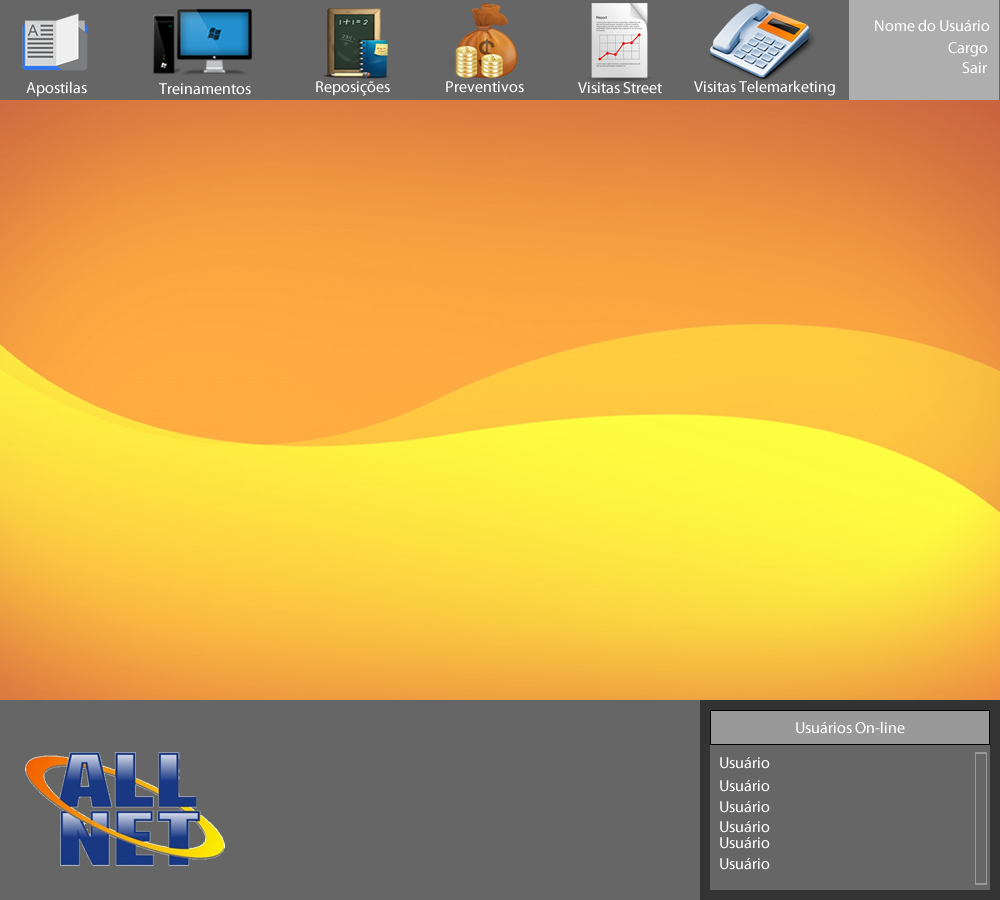 Apostilas
Treinamentos
Reposições
Preventivos
Visitas Street
Visitas Telemarketing
Nome do Usuário
Cargo
Sair
A
1+1=2
Report
ALL
NET
Usuários On-line
Usuário
Usuário
Usuário
Usuário
Usuário
Usuário